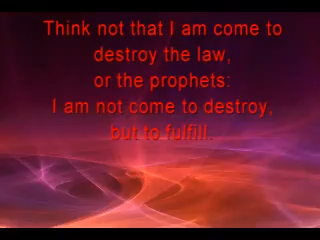 Think not that I am come to
destroy the law,
or the prophets:
I am not come to destroy,
but to fulfill